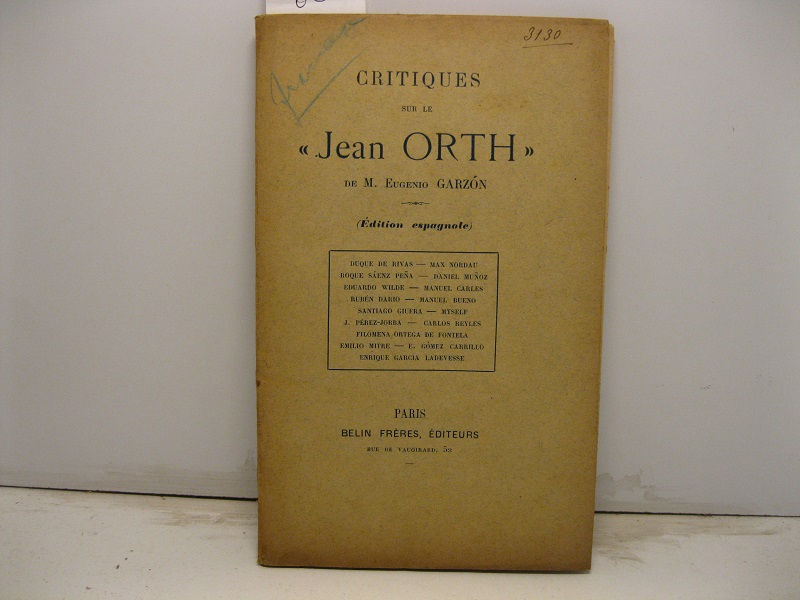 3130
CRITIQUES
SUR LE
« Jean ORTH »
DE M. EUGENIO GARZÓN
(Édition espagnole)
DUQUE DE RIVAS — MAX NORDAU
ROQUE SÁENZ PEÑA — DANIEL MUÑOZ
EDUARDO WILDE — MANUEL CARLES
RUBÉN DARIO — MANUEL BUENO
SANTIAGO GIUFRA — MYSELF
J. PÉREZ-JORBA — CARLOS REYLES
FILOMENA ORTEGA DE FONTELA
EMILIO MITRE — E. GÓMEZ CARRILLO
ENRIQUE GARCIA LADEVESSE
PARIS
BELIN FRÈRES, ÉDITEURS
RUE DE VAUGIRARD, 52